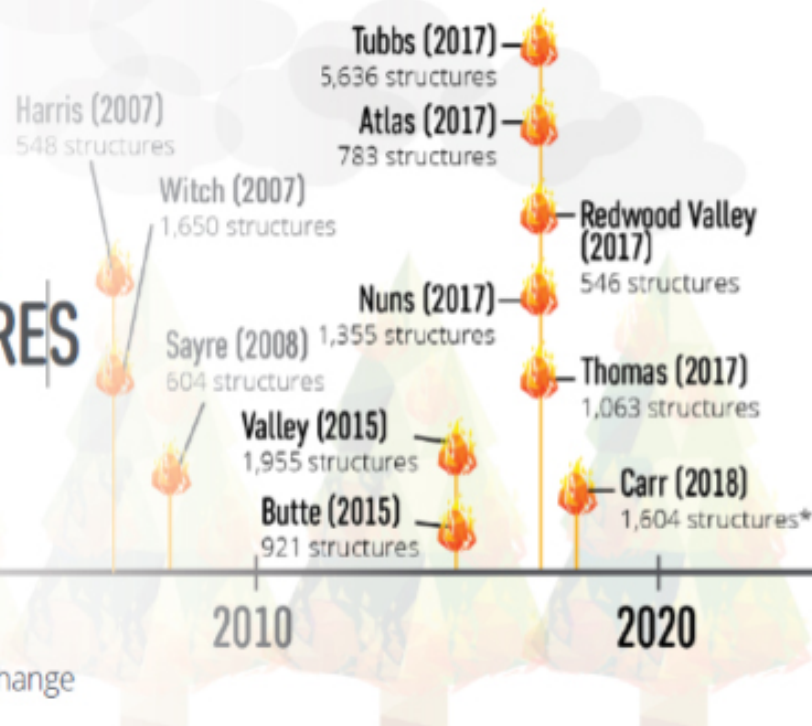 Tubbs (2017)
5,636 structures
Atlas (2017)
783 structures
Harris (2007)
548 structures
Witch (2007)
1,650 structures
Redwood Valley
(2017)
546 structures
Nuns (2017)
1,355 structures
RES
Sayre (2008)
604 structures
Thomas (2017)
1,063 structures
Valley (2015)
1,955 structures
Carr (2018)
1,604 structures*
Butte (2015)
921 structures
2010
2020
hange